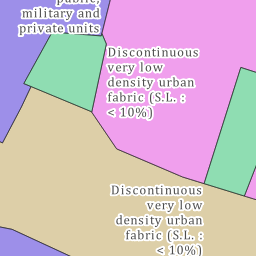 public,
military and
private units
Discontinuous
very low
density urban
fabric (S.L. :
< 10%)
Discontinuous
very low
density urban
fabric (S.L. :
< 10%)